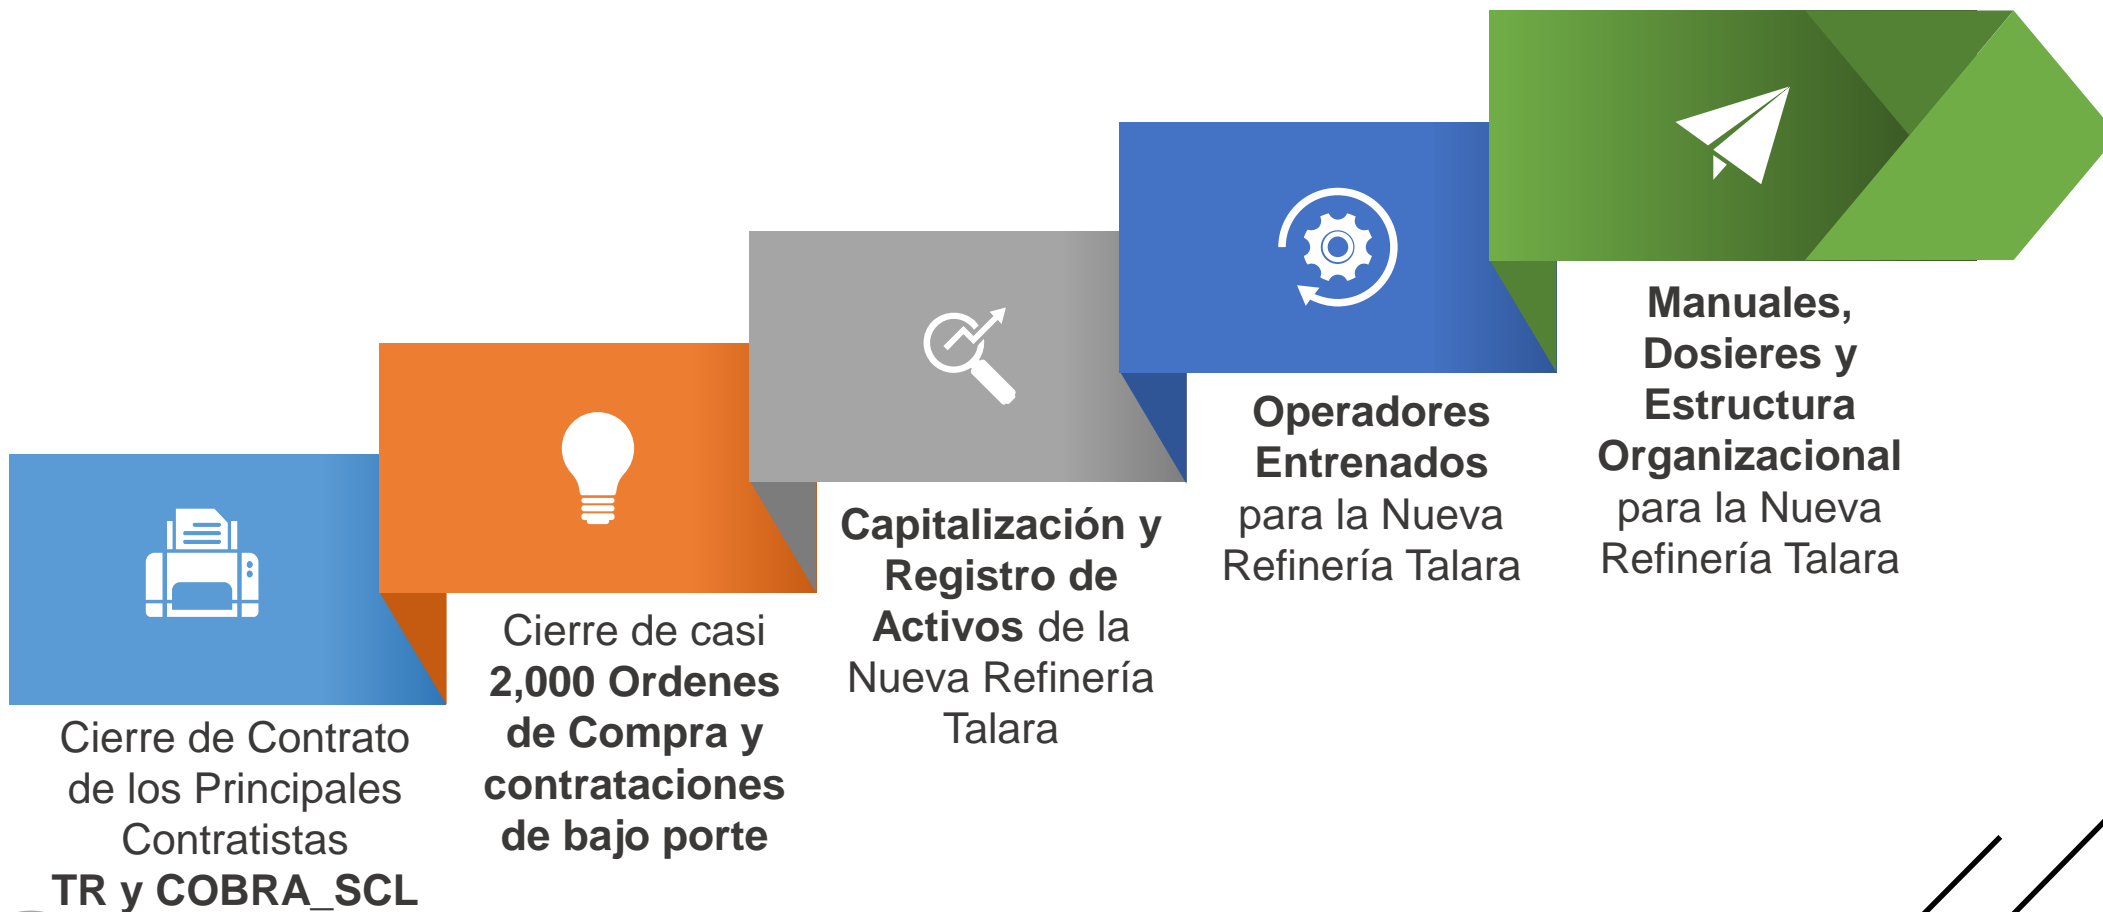 Cierre de Contrato
de los Principales
Contratistas
TR y COBRA_SCL
Cierre de casi
2,000 Ordenes
de Compra y
contrataciones
de bajo porte
Capitalización y
Registro de
Activos de la
Nueva Refinería
Talara
Operadores
Entrenados
para la Nueva
Refinería Talara
Manuales,
Dosieres y
Estructura
Organizacional
para la Nueva
Refinería Talara